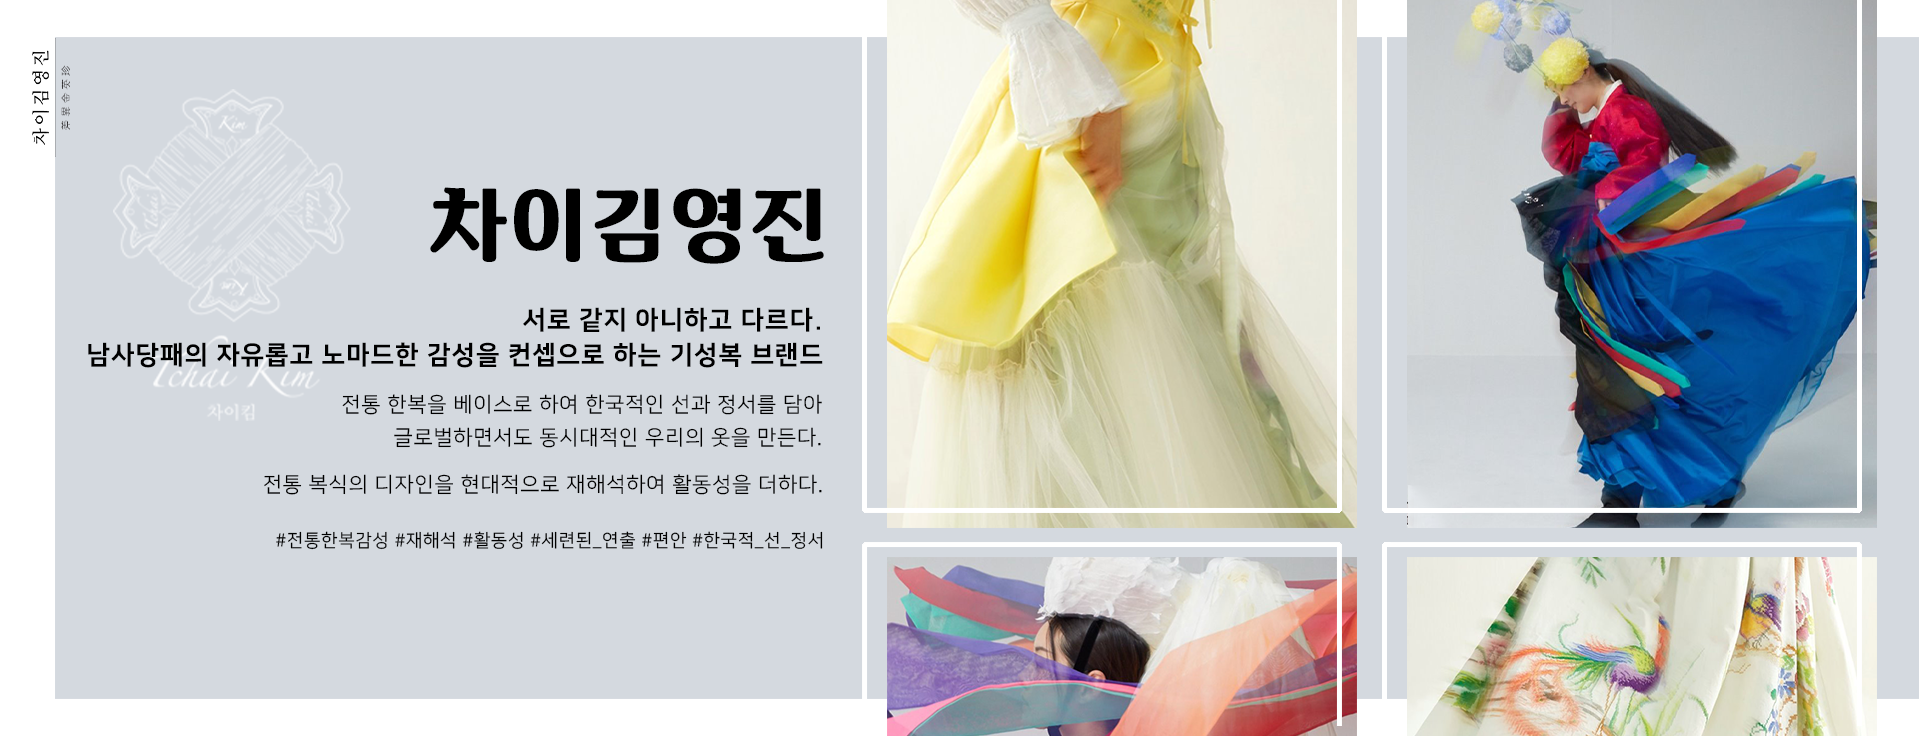 차이김영진
Kim
Tchai
Tchai
Kim
Tchai Kim
차이킴
차이김영진
서로 같지 아니하고 다르다.
남사당패의 자유롭고 노마드한 감성을 컨셉으로 하는 기성복 브랜드
전통 한복을 베이스로 하여 한국적인 선과 정서를 담아
글로벌하면서도 동시대적인 우리의 옷을 만든다.
전통 복식의 디자인을 현대적으로 재해석하여 활동성을 더하다.
#전통한복감성 #재해석 #활동성 #세련된_연출 #편안 #한국적_선_정서